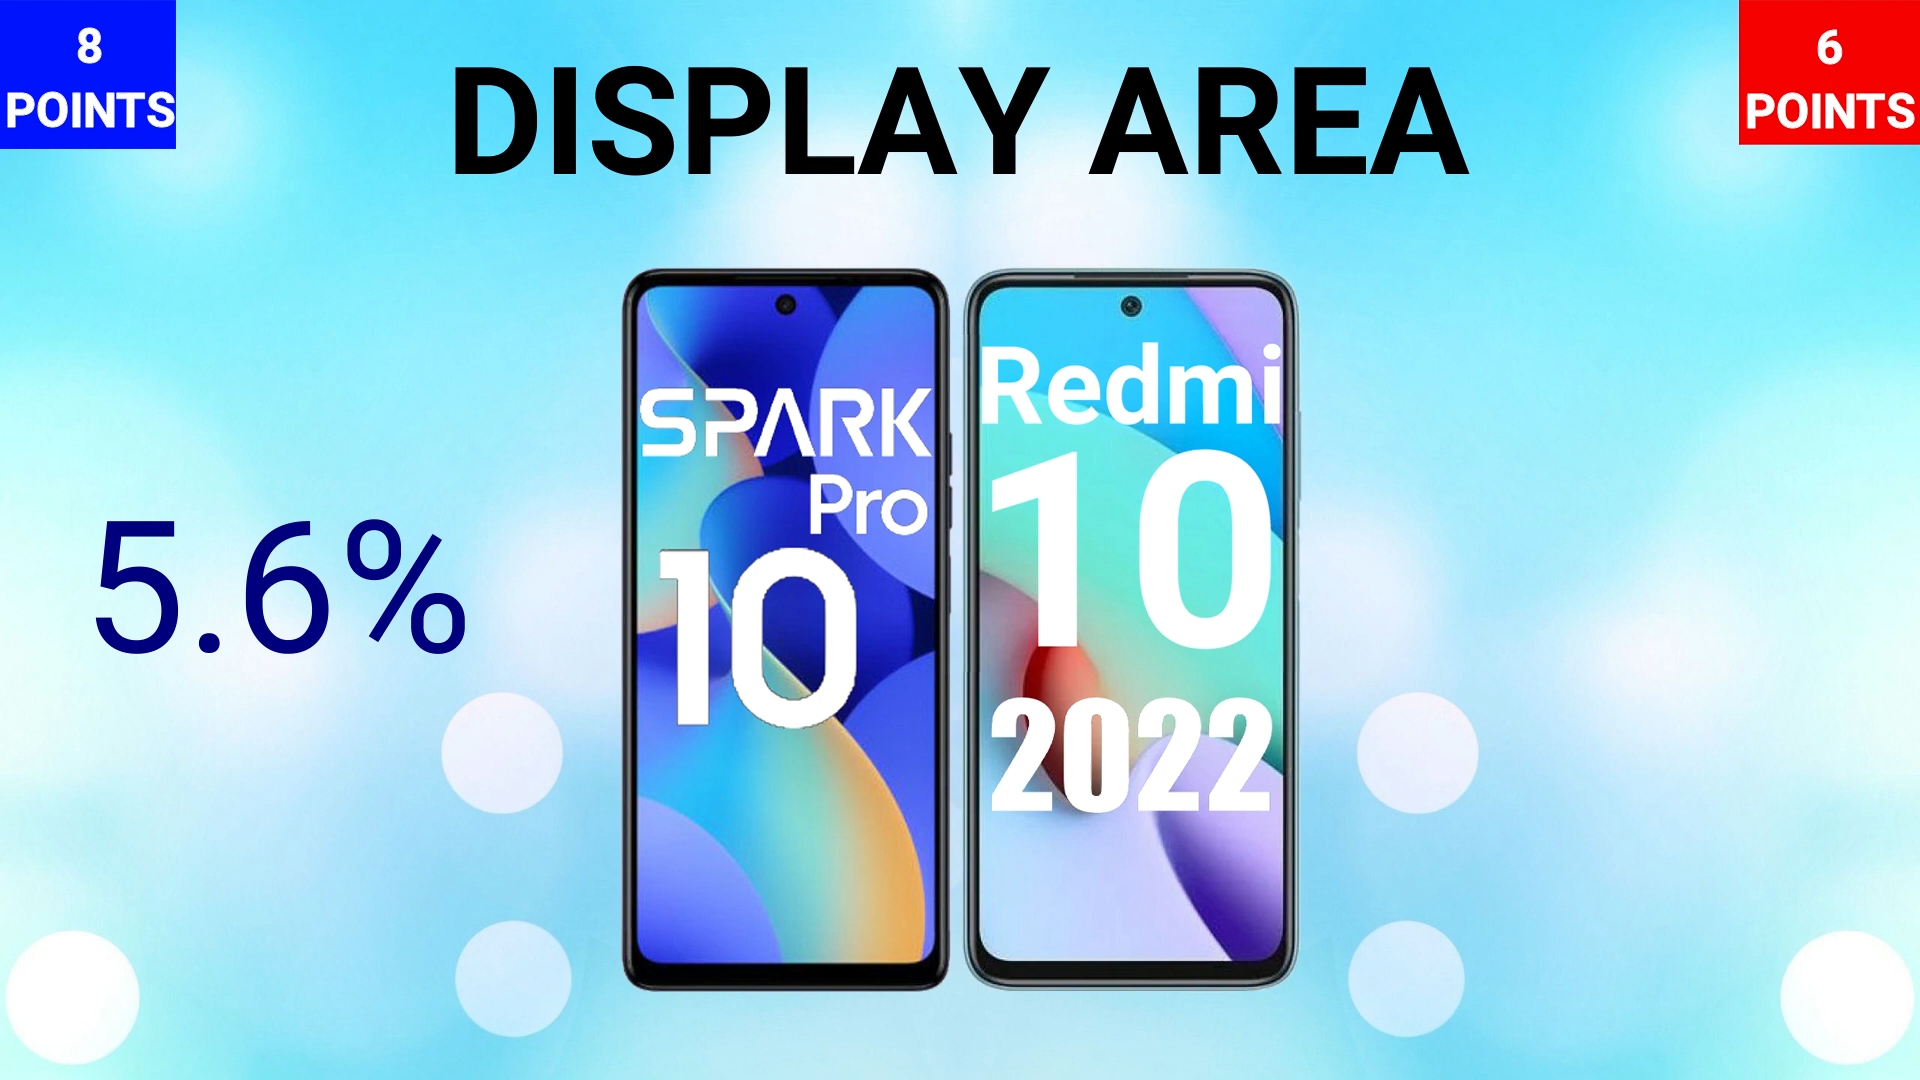 8
POINTS
DISPLAY AREA
6
POINTS
5.6%
SPARK
Pro
10
Redmi
10
2022